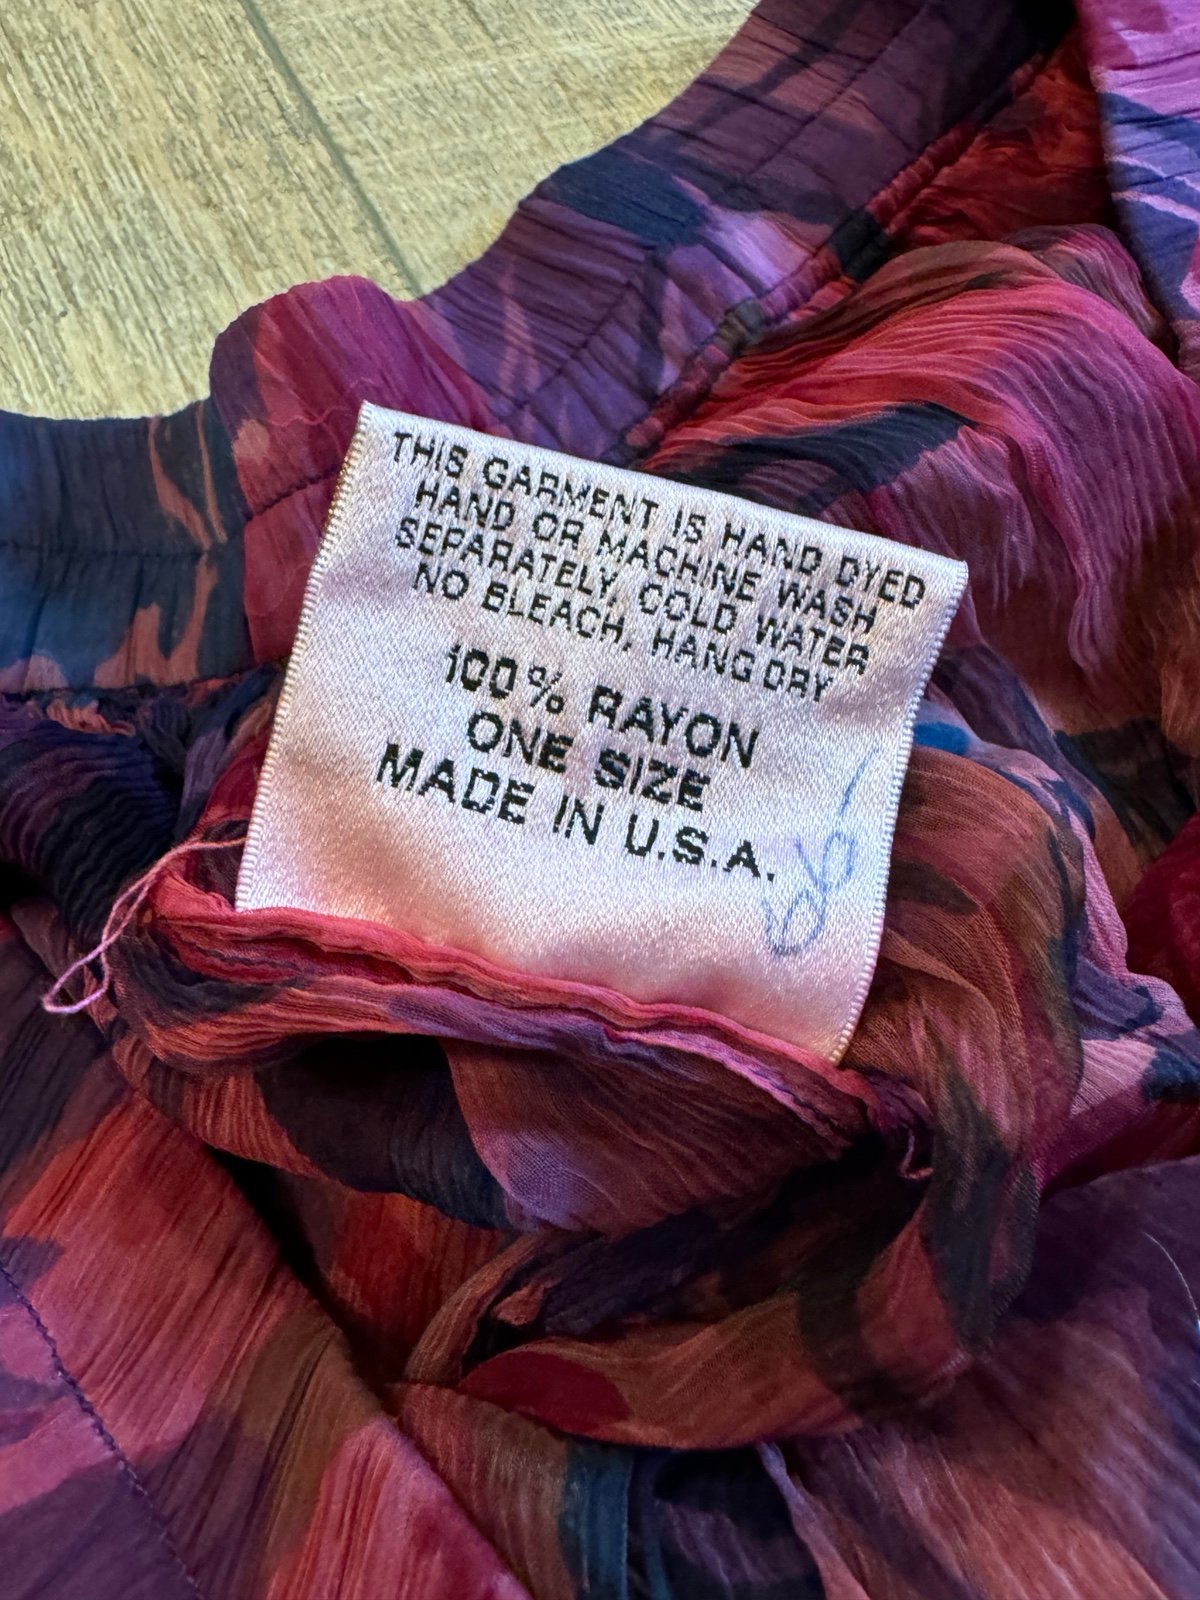 THIS GARMENT IS HAND DYED
HAND OR MACHINE WASH
SEPARATELY, COLD WATER
NO BLEACH, HANG DRY
100% RAYON
ONE SIZE
MADE IN U.S.A.